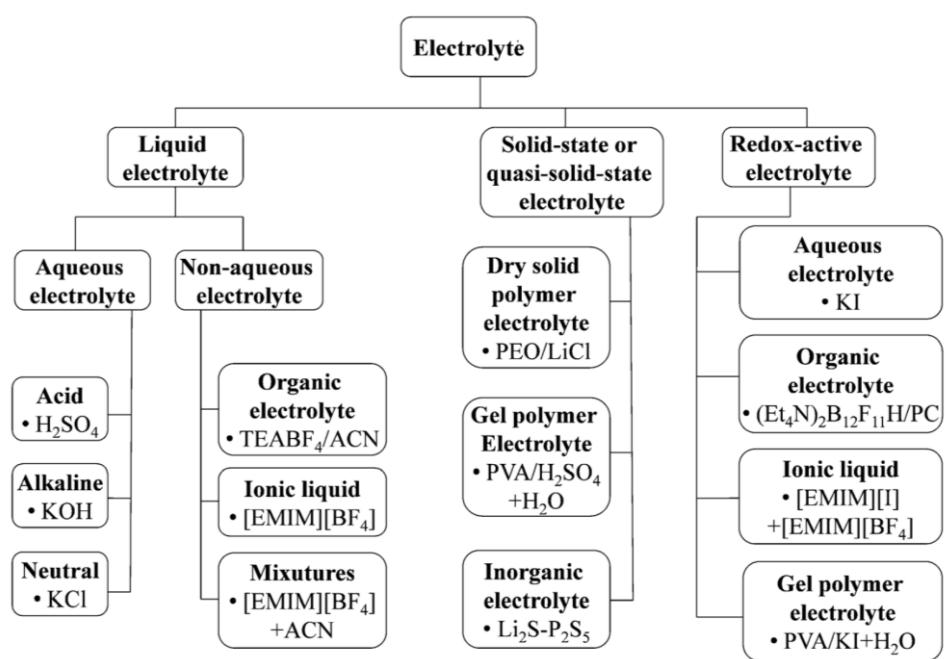 Electrolyte
Liquid
electrolyte
Solid-state or
quasi-solid-state
electrolyte
Redox-active
electrolyte
Aqueous
electrolyte
Non-aqueous
electrolyte
Acid
• H₂SO₄
Alkaline
• KOH
Neutral
• KCl
Organic
electrolyte
• TEABF₄/ACN
Ionic liquid
• [EMIM][BF₄]
Mixutures
• [EMIM][BF₄]
+ACN
Dry solid
polymer
electrolyte
• PEO/LiCl
Gel polymer
Electrolyte
• PVA/H₂SO₄
+H₂O
Inorganic
electrolyte
• Li₂S-P₂S₅
Aqueous
electrolyte
• KI
Organic
electrolyte
• (Et₄N)₂B₁₂F₁₁H/PC
Ionic liquid
• [EMIM][I]
+[EMIM][BF₄]
Gel polymer
electrolyte
• PVA/KI+H₂O